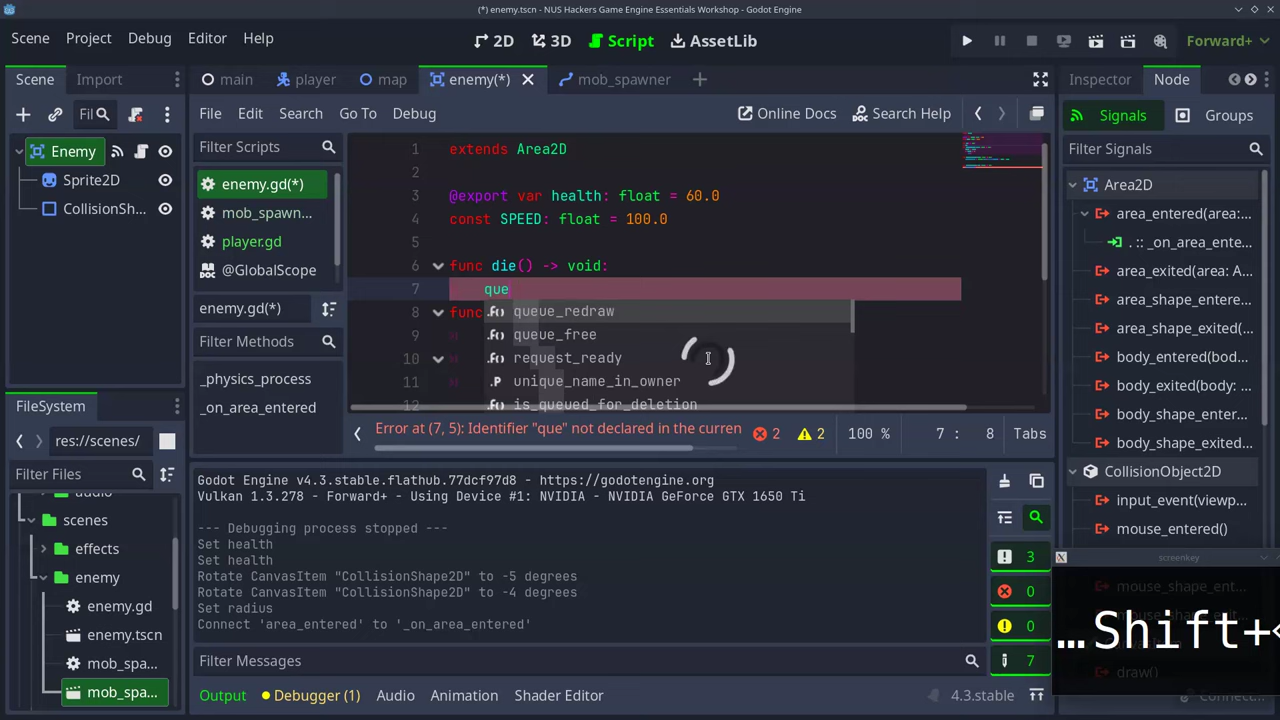 (*) enemy.tscn - NUS Hackers Game Engine Essentials Workshop - Godot Engine
Scene Project Debug Editor Help
2D 3D Script AssetLib
Forward+
Scene Import
main player map enemy(*) mob_spawner
Inspector Node
Fil
File Edit Search Go To Debug
Online Docs Search Help
Signals Groups
Enemy
Sprite2D
CollisionSh...
Filter Scripts
enemy.gd(*)
mob_spawn...
player.gd
@GlobalScope
enemy.gd(*)
Filter Methods
_physics_process
_on_area_entered
1 extends Area2D
2
3 @export var health: float = 60.0
4 const SPEED: float = 100.0
5
6 func die() -> void:
7 que
8 func
9
10
11
12
queue_redraw
queue_free
request_ready
unique_name_in_owner
is_queued_for_deletion
Error at (7, 5): Identifier "que" not declared in the curren
2 2 100 % 7 : 8 Tabs
Filter Signals
Area2D
area_entered(area:...
. :: _on_area_ente...
area_exited(area: A...
area_shape_entere...
area_shape_exited(...
body_entered(bod...
body_exited(body: ...
body_shape_enter...
body_shape_exited...
CollisionObject2D
input_event(viewp...
mouse_entered()
mouse_shape_ent...
draw()
Connect...
FileSystem
res://scenes/
Filter Files
audio
scenes
effects
enemy
enemy.gd
enemy.tscn
mob_spa...
mob_spa...
Godot Engine v4.3.stable.flathub.77dcf97d8 - https://godotengine.org
Vulkan 1.3.278 - Forward+ - Using Device #1: NVIDIA - NVIDIA GeForce GTX 1650 Ti
--- Debugging process stopped ---
Set health
Set health
Rotate CanvasItem "CollisionShape2D" to -5 degrees
Rotate CanvasItem "CollisionShape2D" to -4 degrees
Set radius
Connect 'area_entered' to '_on_area_entered'
3
0
0
7
Filter Messages
Output Debugger (1) Audio Animation Shader Editor
4.3.stable
screenkey
...Shift+